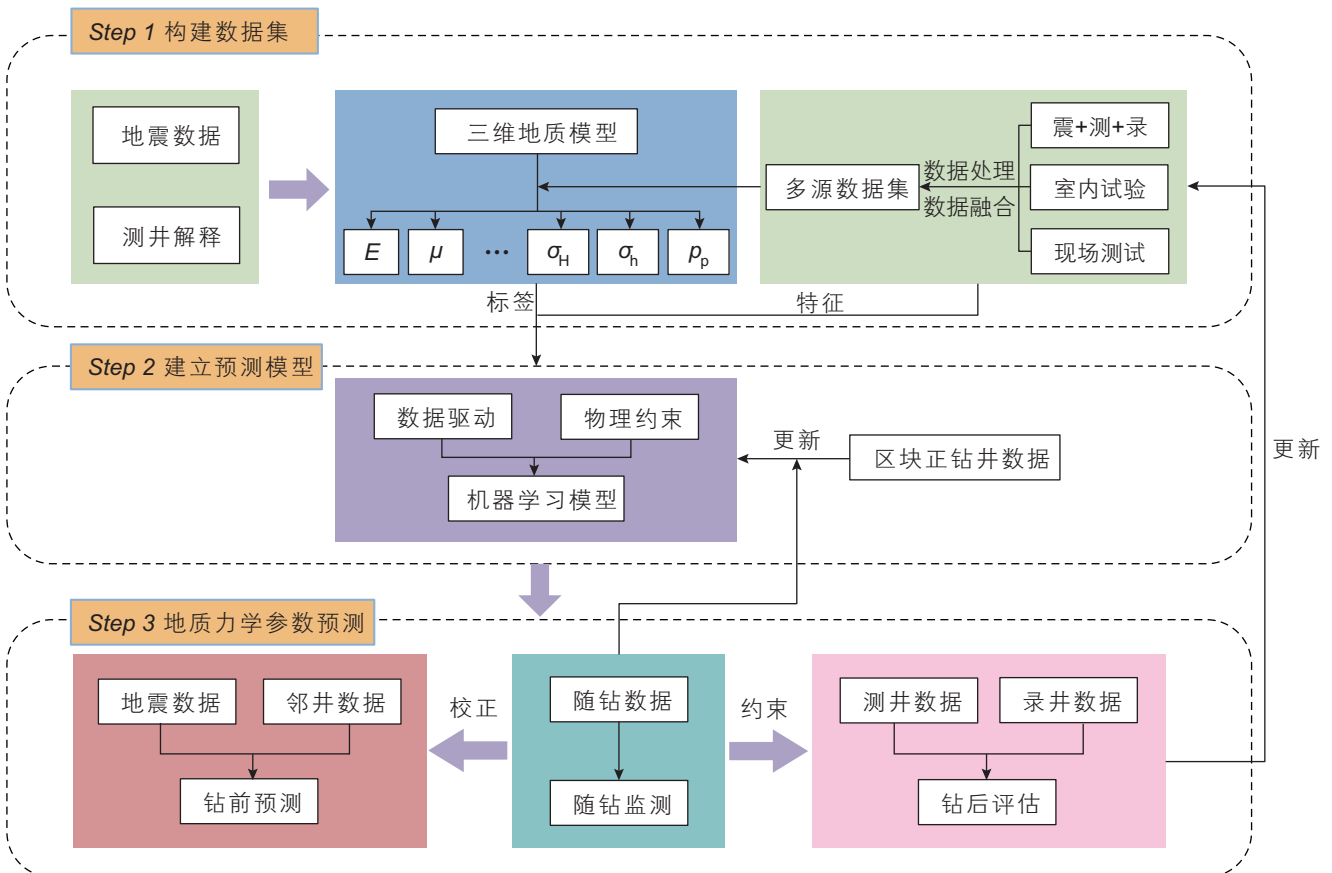 Step 1 构建数据集
地震数据
测井解释
三维地质模型
E
μ
···
σH
σh
pp
多源数据集
数据处理
数据融合
震+测+录
室内试验
现场测试
标签
特征
Step 2 建立预测模型
数据驱动
物理约束
机器学习模型
更新
区块正钻井数据
更新
Step 3 地质力学参数预测
地震数据
邻井数据
钻前预测
校正
随钻数据
随钻监测
约束
测井数据
录井数据
钻后评估